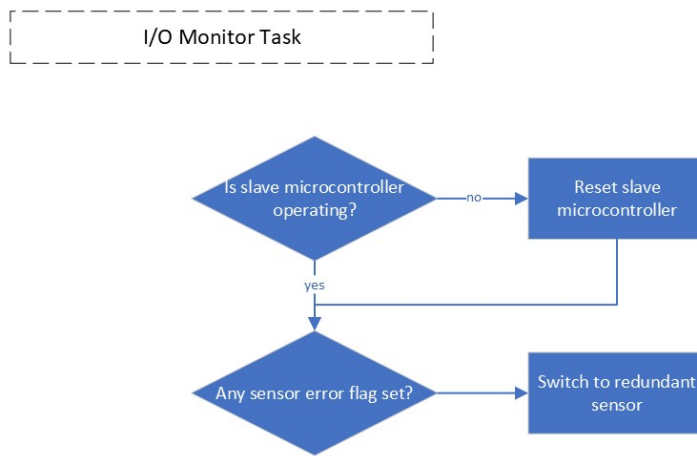 I/O Monitor Task
Is slave microcontroller
operating?
no
Reset slave
microcontroller
yes
Any sensor error flag set?
Switch to redundant
sensor